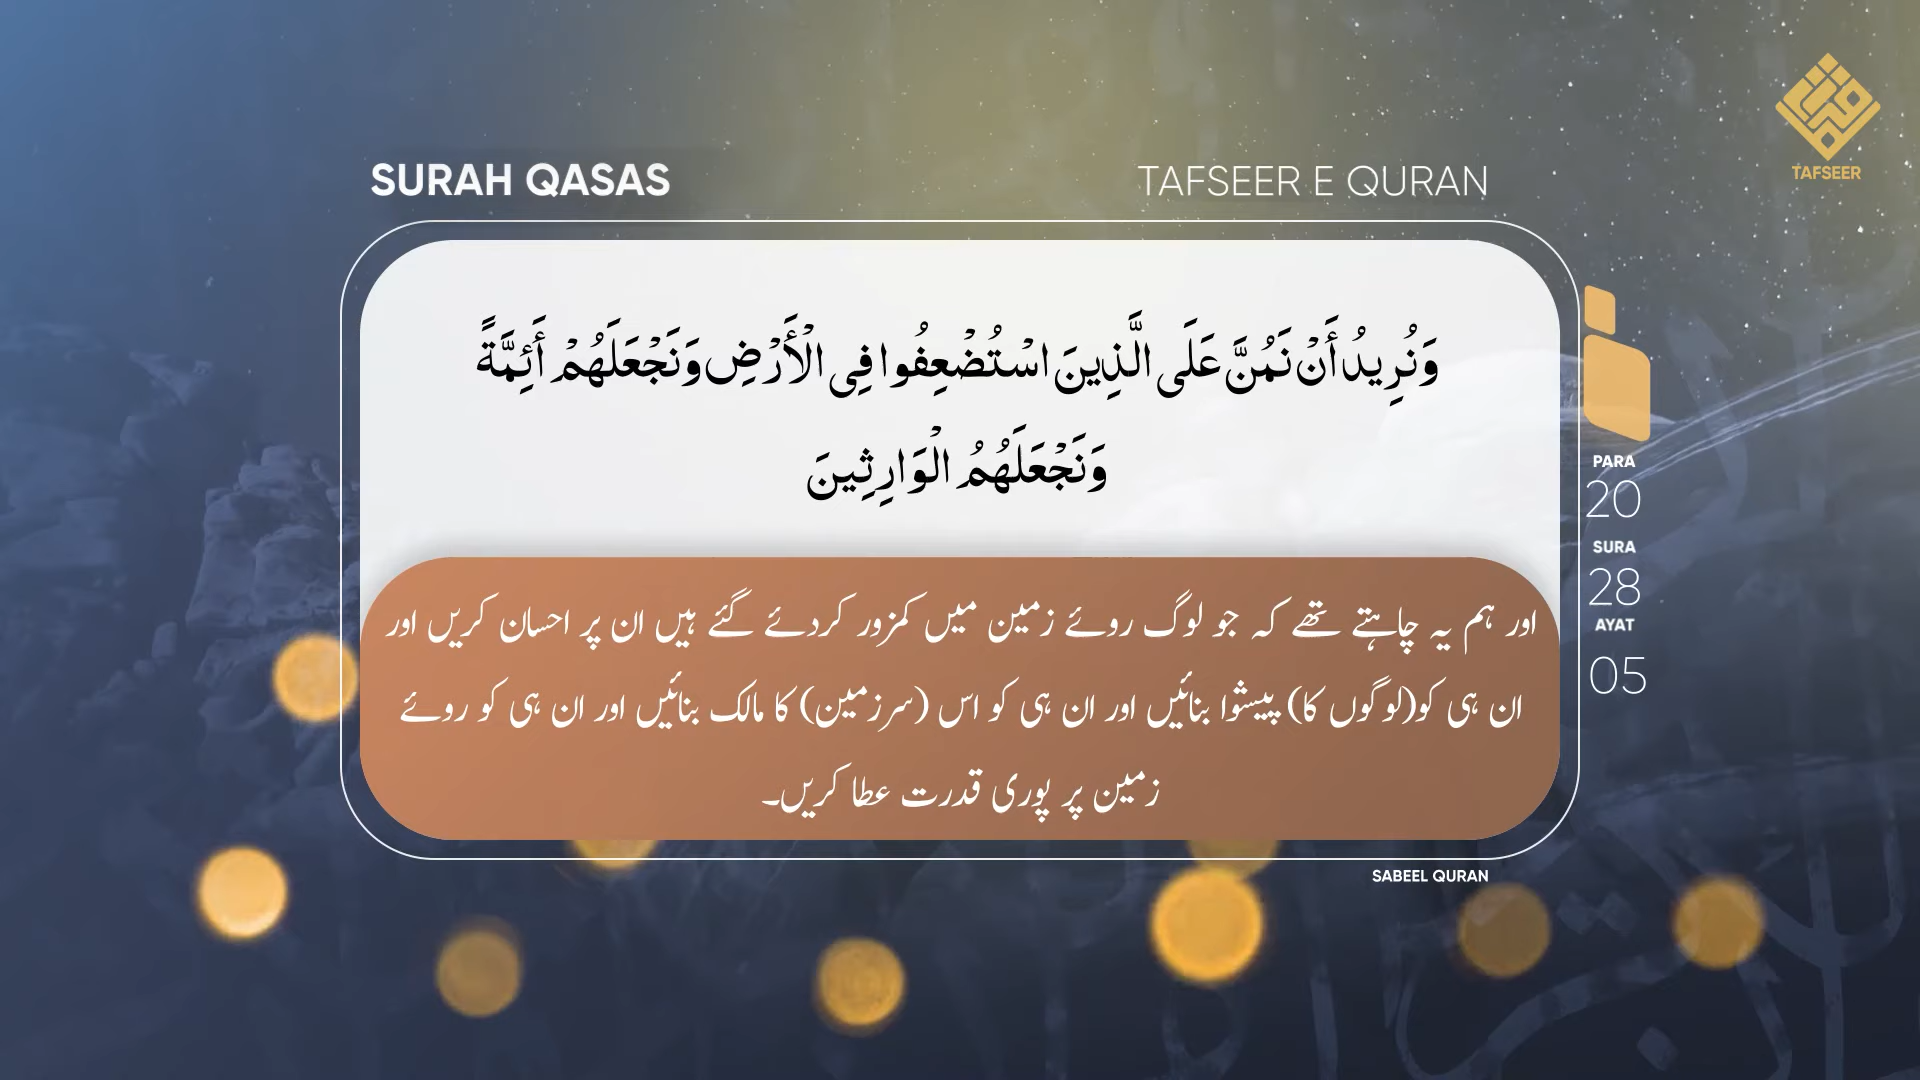 SURAH QASAS
TAFSEER E QURAN
TAFSEER
وَنُرِيدُ أَنْ نَمُنَّ عَلَى الَّذِينَ اسْتُضْعِفُوا فِي الْأَرْضِ وَنَجْعَلَهُمْ أَئِمَّةً
وَنَجْعَلَهُمُ الْوَارِثِينَ
اور ہم یہ چاہتے تھے کہ جو لوگ روئے زمین میں کمزور کردئے گئے ہیں ان پر احسان کریں اور
ان ہی کو(لوگوں کا) پیشوا بنائیں اور ان ہی کو اس (سرزمین) کا مالک بنائیں اور ان ہی کو روئے
زمین پر پوری قدرت عطا کریں۔
PARA
20
SURA
28
AYAT
05
SABEEL QURAN